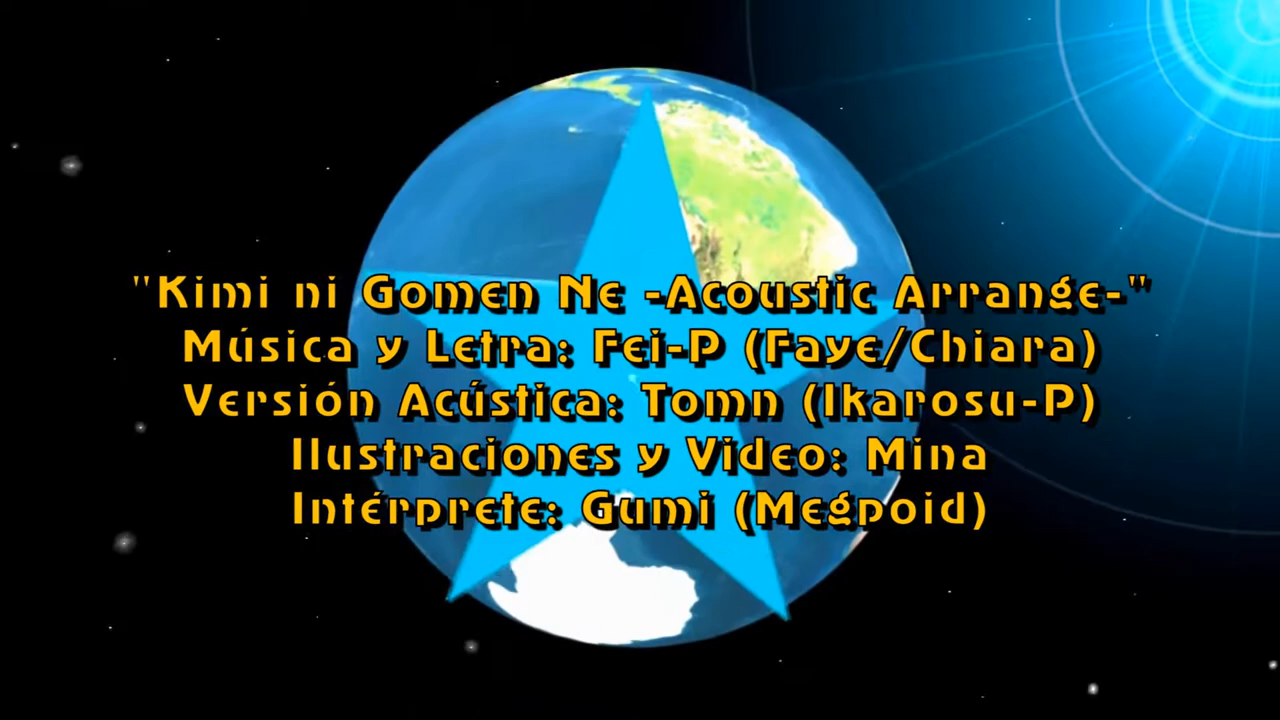 "Kimi ni Gomen Ne -Acoustic Arrange-"
Música y Letra: Fei-P (Faye/Chiara)
Versión Acústica: Tomn (Ikarosu-P)
Ilustraciones y Video: Mina
Intérprete: Gumi (Megpoid)